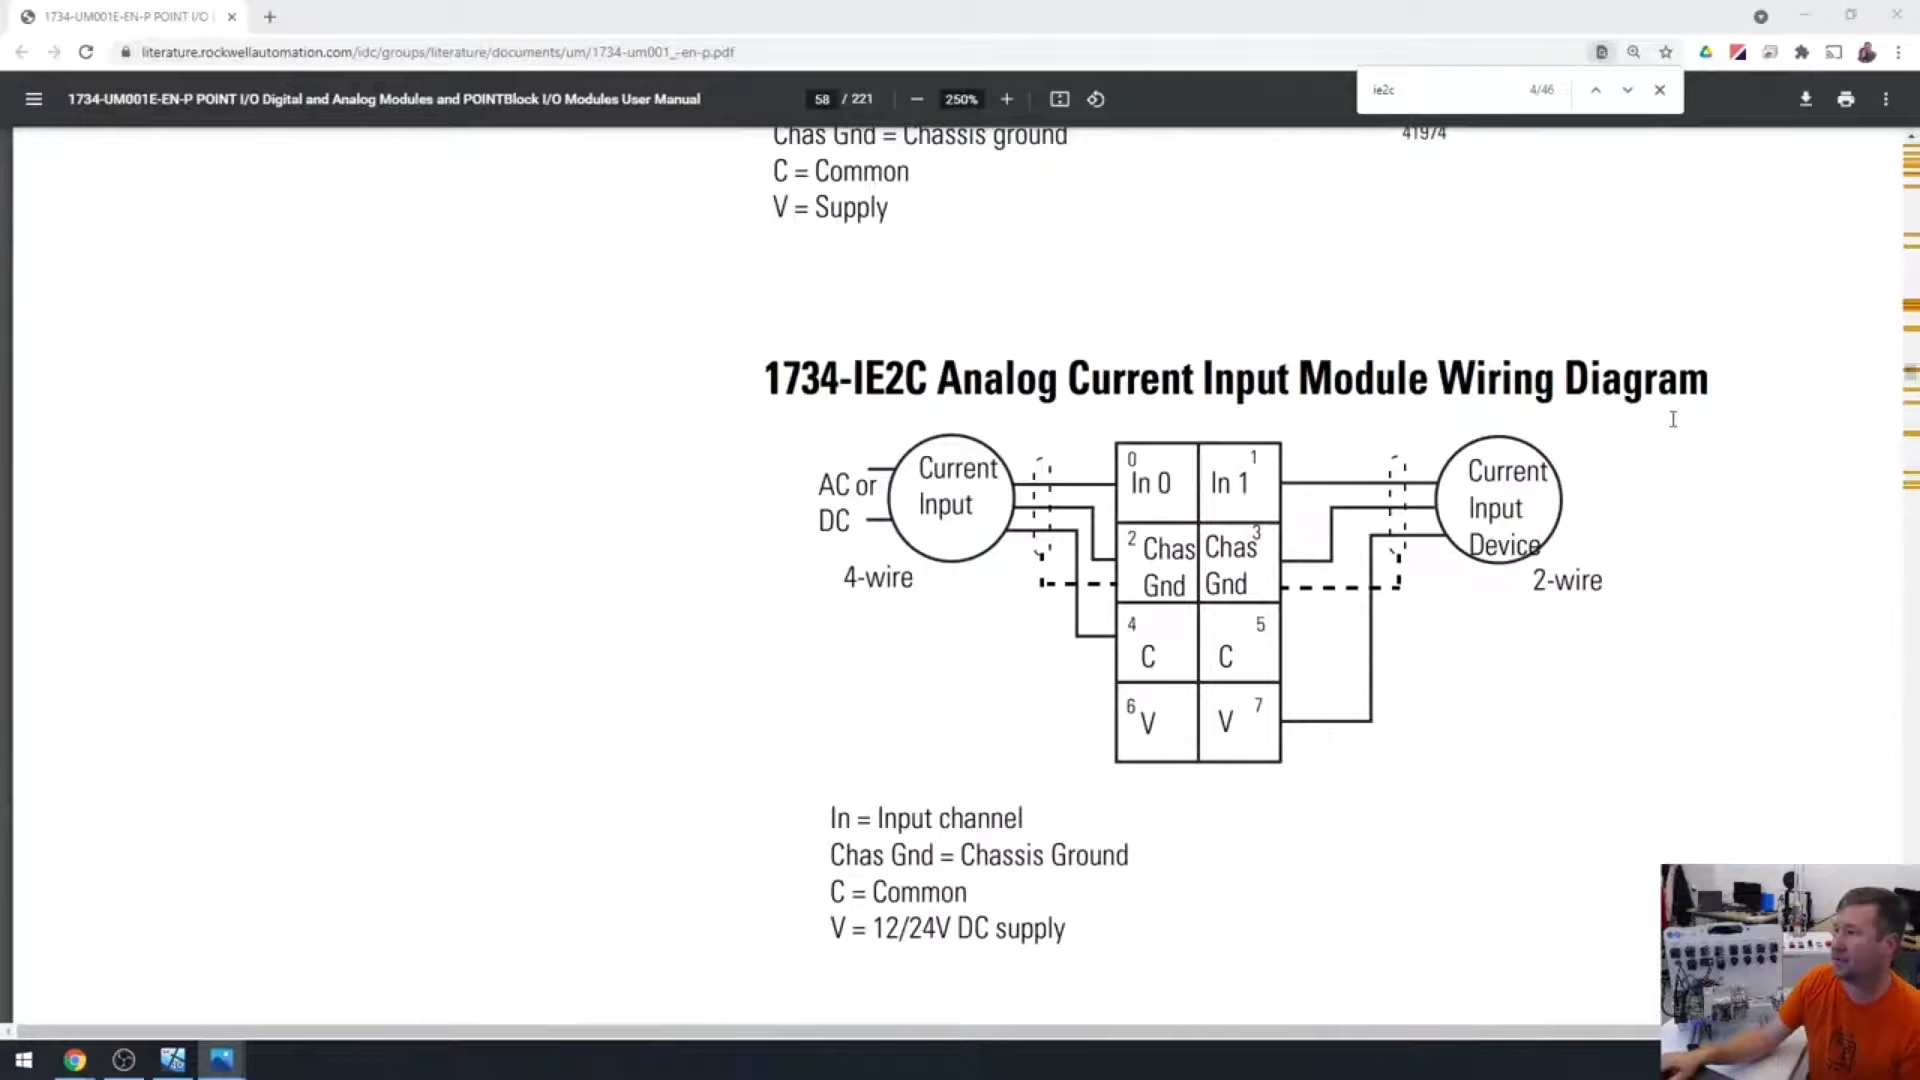 1734-UM001E-EN-P POINT I/O
literature.rockwellautomation.com/idc/groups/literature/documents/um/1734-um001_-en-p.pdf
1734-UM001E-EN-P POINT I/O Digital and Analog Modules and POINTBlock I/O Modules User Manual
58 / 221
250%
ie2c
4/46
Chas Gnd = Chassis ground
41974
C = Common
V = Supply
1734-IE2C Analog Current Input Module Wiring Diagram
AC or
DC
Current
Input
4-wire
0
In 0
1
In 1
2 Chas
Gnd
Chas 3
Gnd
4
C
5
C
6
V
7
V
Current
Input
Device
2-wire
In = Input channel
Chas Gnd = Chassis Ground
C = Common
V = 12/24V DC supply